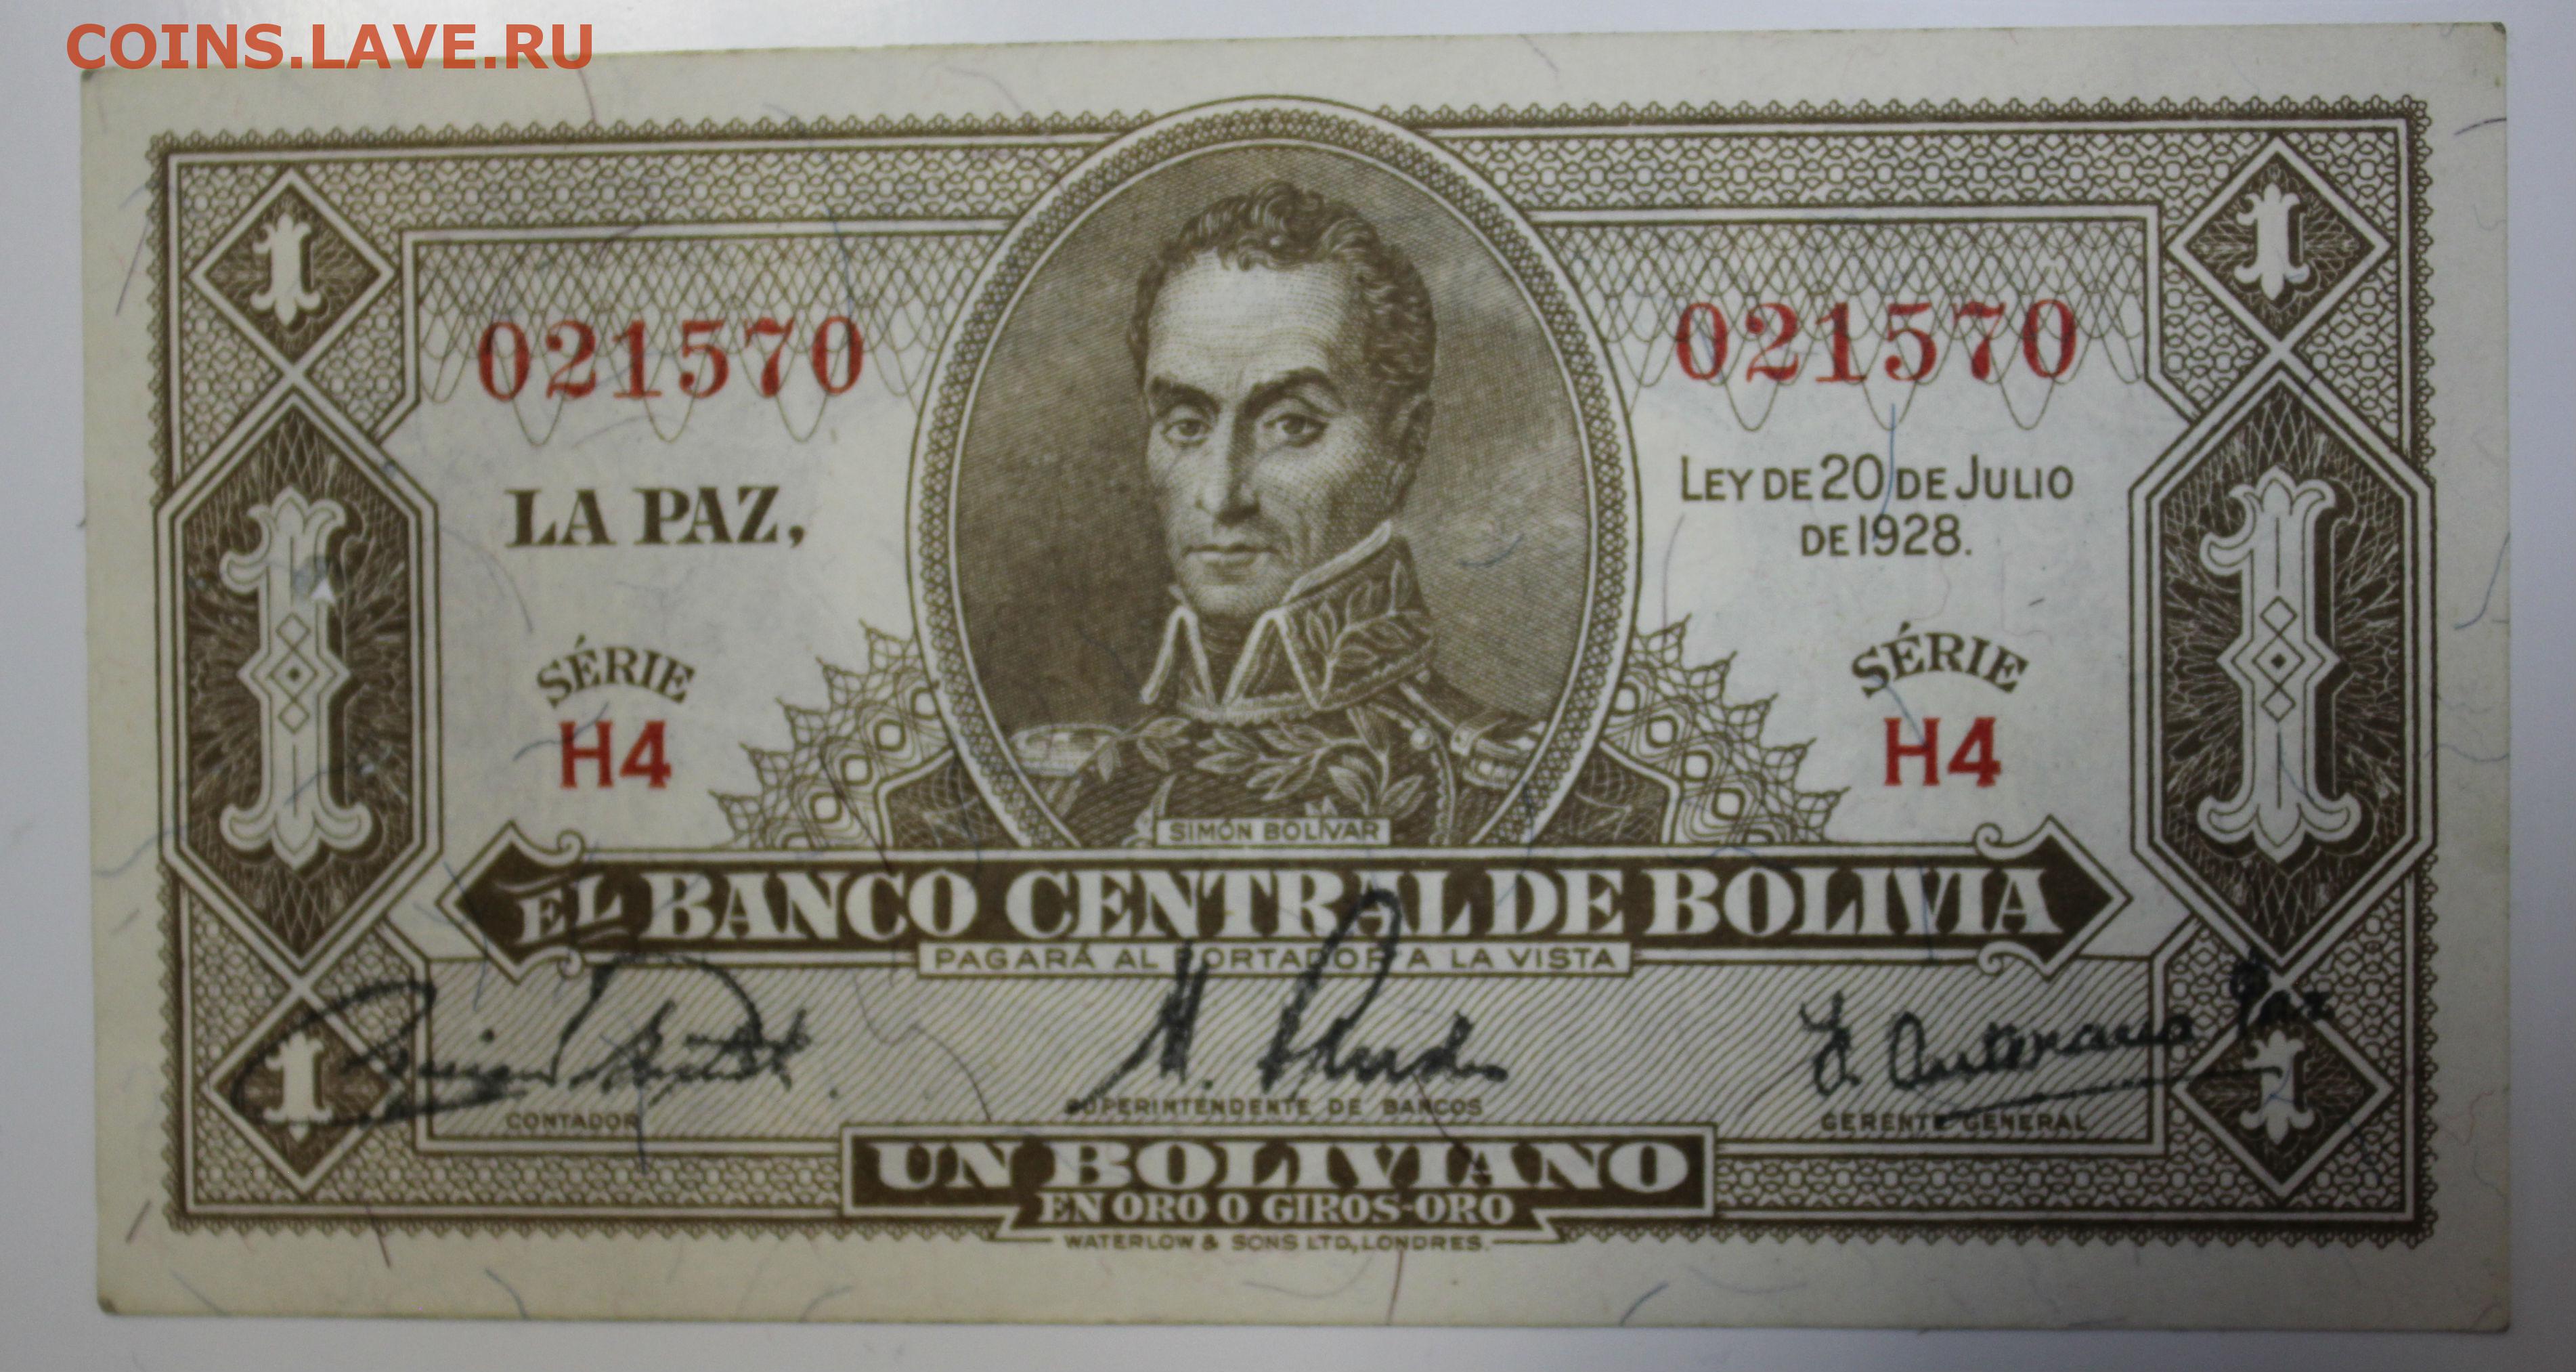 COINS.LAVE.RU
1 1
021570 021570
LA PAZ,
LEY DE 20 DE JULIO
DE 1928.
1 1
SÉRIE SÉRIE
H4 H4
SIMÓN BOLÍVAR
EL BANCO CENTRAL DE BOLIVIA
PAGARÁ AL PORTADOR A LA VISTA
1 1
CONTADOR SUPERINTENDENTE DE BANCOS GERENTE GENERAL
UN BOLIVIANO
EN ORO O GIROS-ORO
WATERLOW & SONS LTD, LONDRES.